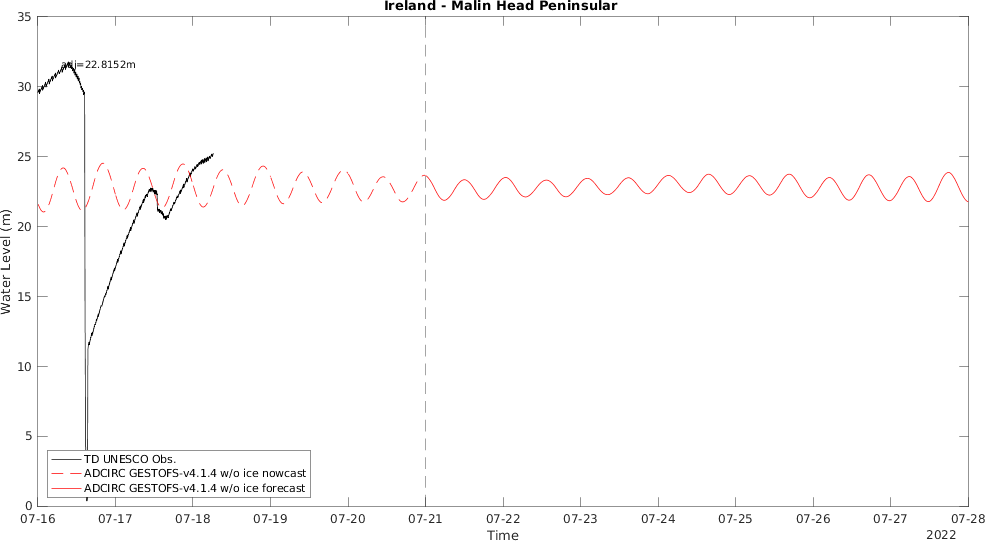 Ireland - Malin Head Peninsular
35
30
25
20
15
10
5
0
Water Level (m)
adj=22.8152m
TD UNESCO Obs.
ADCIRC GESTOFS-v4.1.4 w/o ice nowcast
ADCIRC GESTOFS-v4.1.4 w/o ice forecast
07-16 07-17 07-18 07-19 07-20 07-21 07-22 07-23 07-24 07-25 07-26 07-27 07-28
Time
2022